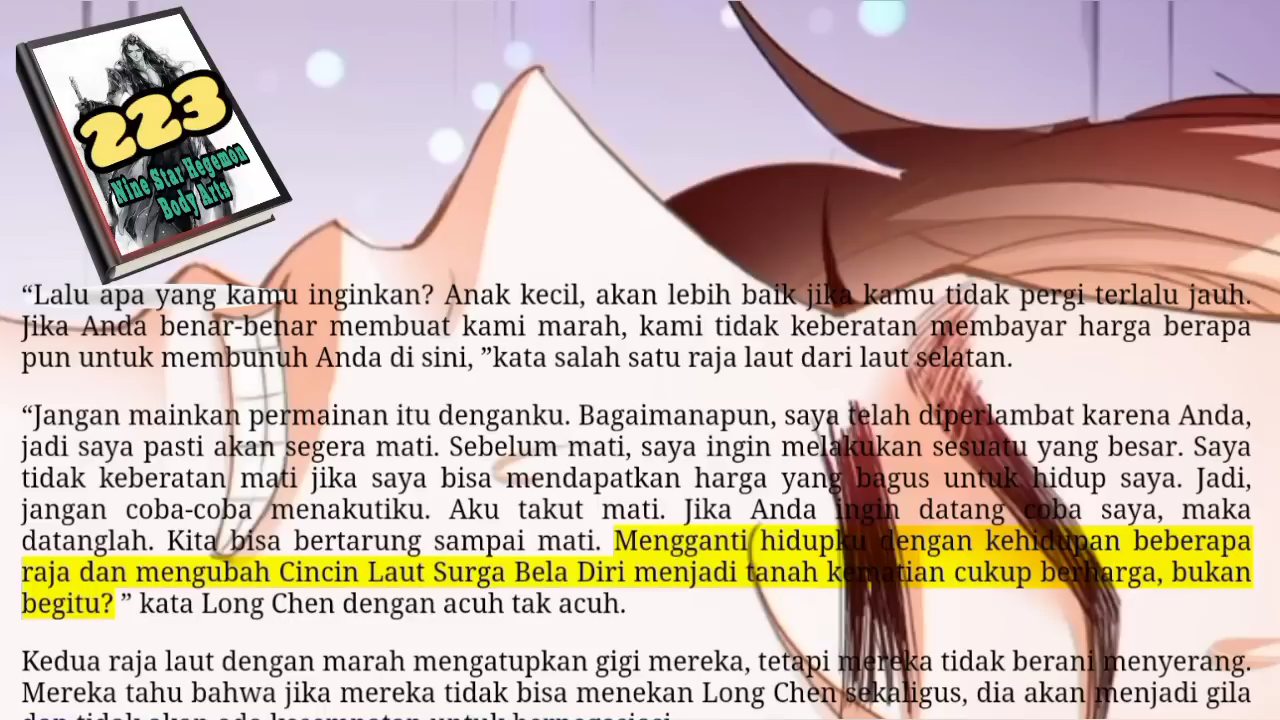 223
Nine Star Hegemon
Body Arts
“Lalu apa yang kamu inginkan? Anak kecil, akan lebih baik jika kamu tidak pergi terlalu jauh.
Jika Anda benar-benar membuat kami marah, kami tidak keberatan membayar harga berapa
pun untuk membunuh Anda di sini, ”kata salah satu raja laut dari laut selatan.
“Jangan mainkan permainan itu denganku. Bagaimanapun, saya telah diperlambat karena Anda,
jadi saya pasti akan segera mati. Sebelum mati, saya ingin melakukan sesuatu yang besar. Saya
tidak keberatan mati jika saya bisa mendapatkan harga yang bagus untuk hidup saya. Jadi,
jangan coba-coba menakutiku. Aku takut mati. Jika Anda ingin datang coba saya, maka
datanglah. Kita bisa bertarung sampai mati. Mengganti hidupku dengan kehidupan beberapa
raja dan mengubah Cincin Laut Surga Bela Diri menjadi tanah kematian cukup berharga, bukan
begitu? ” kata Long Chen dengan acuh tak acuh.
Kedua raja laut dengan marah mengatupkan gigi mereka, tetapi mereka tidak berani menyerang.
Mereka tahu bahwa jika mereka tidak bisa menekan Long Chen sekaligus, dia akan menjadi gila
dan tidak akan ada kesempatan untuk bernegosiasi.